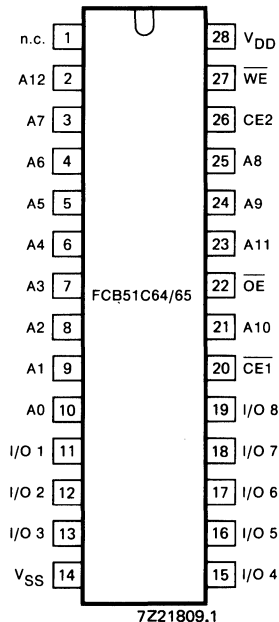 n.c. 1 28 VDD
A12 2 27 WE
A7 3 26 CE2
A6 4 25 A8
A5 5 24 A9
A4 6 23 A11
A3 7 22 OE
FCB51C64/65
A2 8 21 A10
A1 9 20 CE1
A0 10 19 I/O 8
I/O 1 11 18 I/O 7
I/O 2 12 17 I/O 6
I/O 3 13 16 I/O 5
VSS 14 15 I/O 4
7Z21809.1